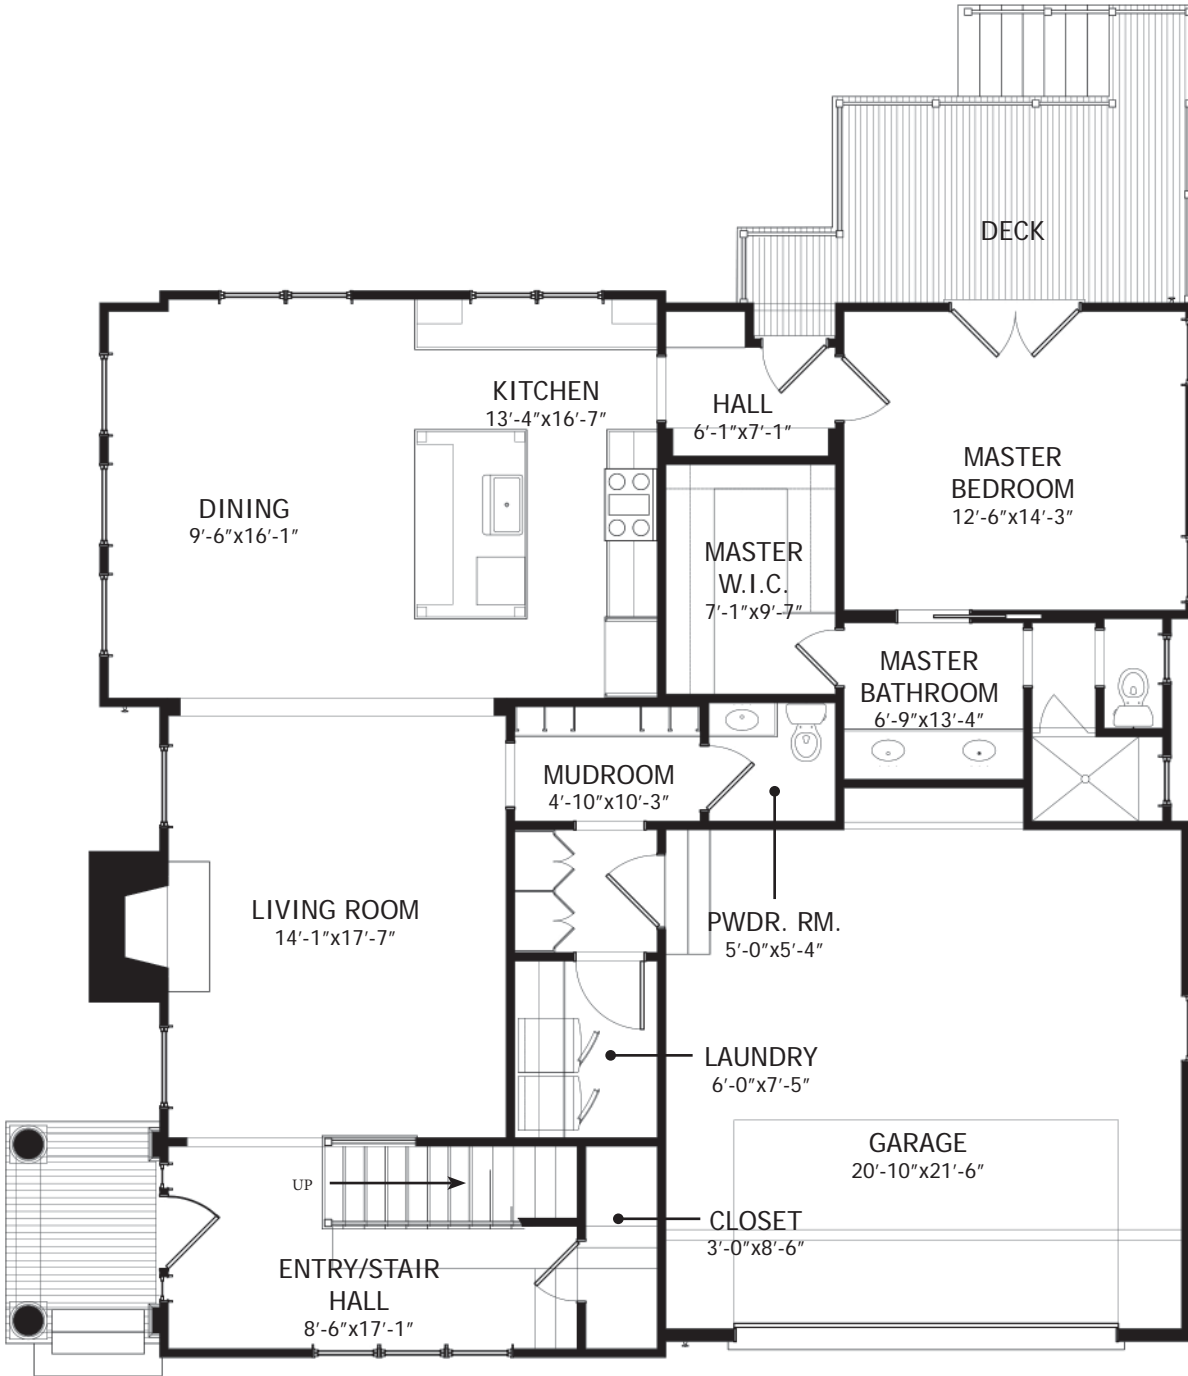 DECK
KITCHEN
13'-4"x16'-7"
HALL
6'-1"x7'-1"
MASTER
BEDROOM
12'-6"x14'-3"
DINING
9'-6"x16'-1"
MASTER
W.I.C.
7'-1"x9'-7"
MASTER
BATHROOM
6'-9"x13'-4"
MUDROOM
4'-10"x10'-3"
LIVING ROOM
14'-1"x17'-7"
PWDR. RM.
5'-0"x5'-4"
LAUNDRY
6'-0"x7'-5"
GARAGE
20'-10"x21'-6"
UP
CLOSET
3'-0"x8'-6"
ENTRY/STAIR
HALL
8'-6"x17'-1"